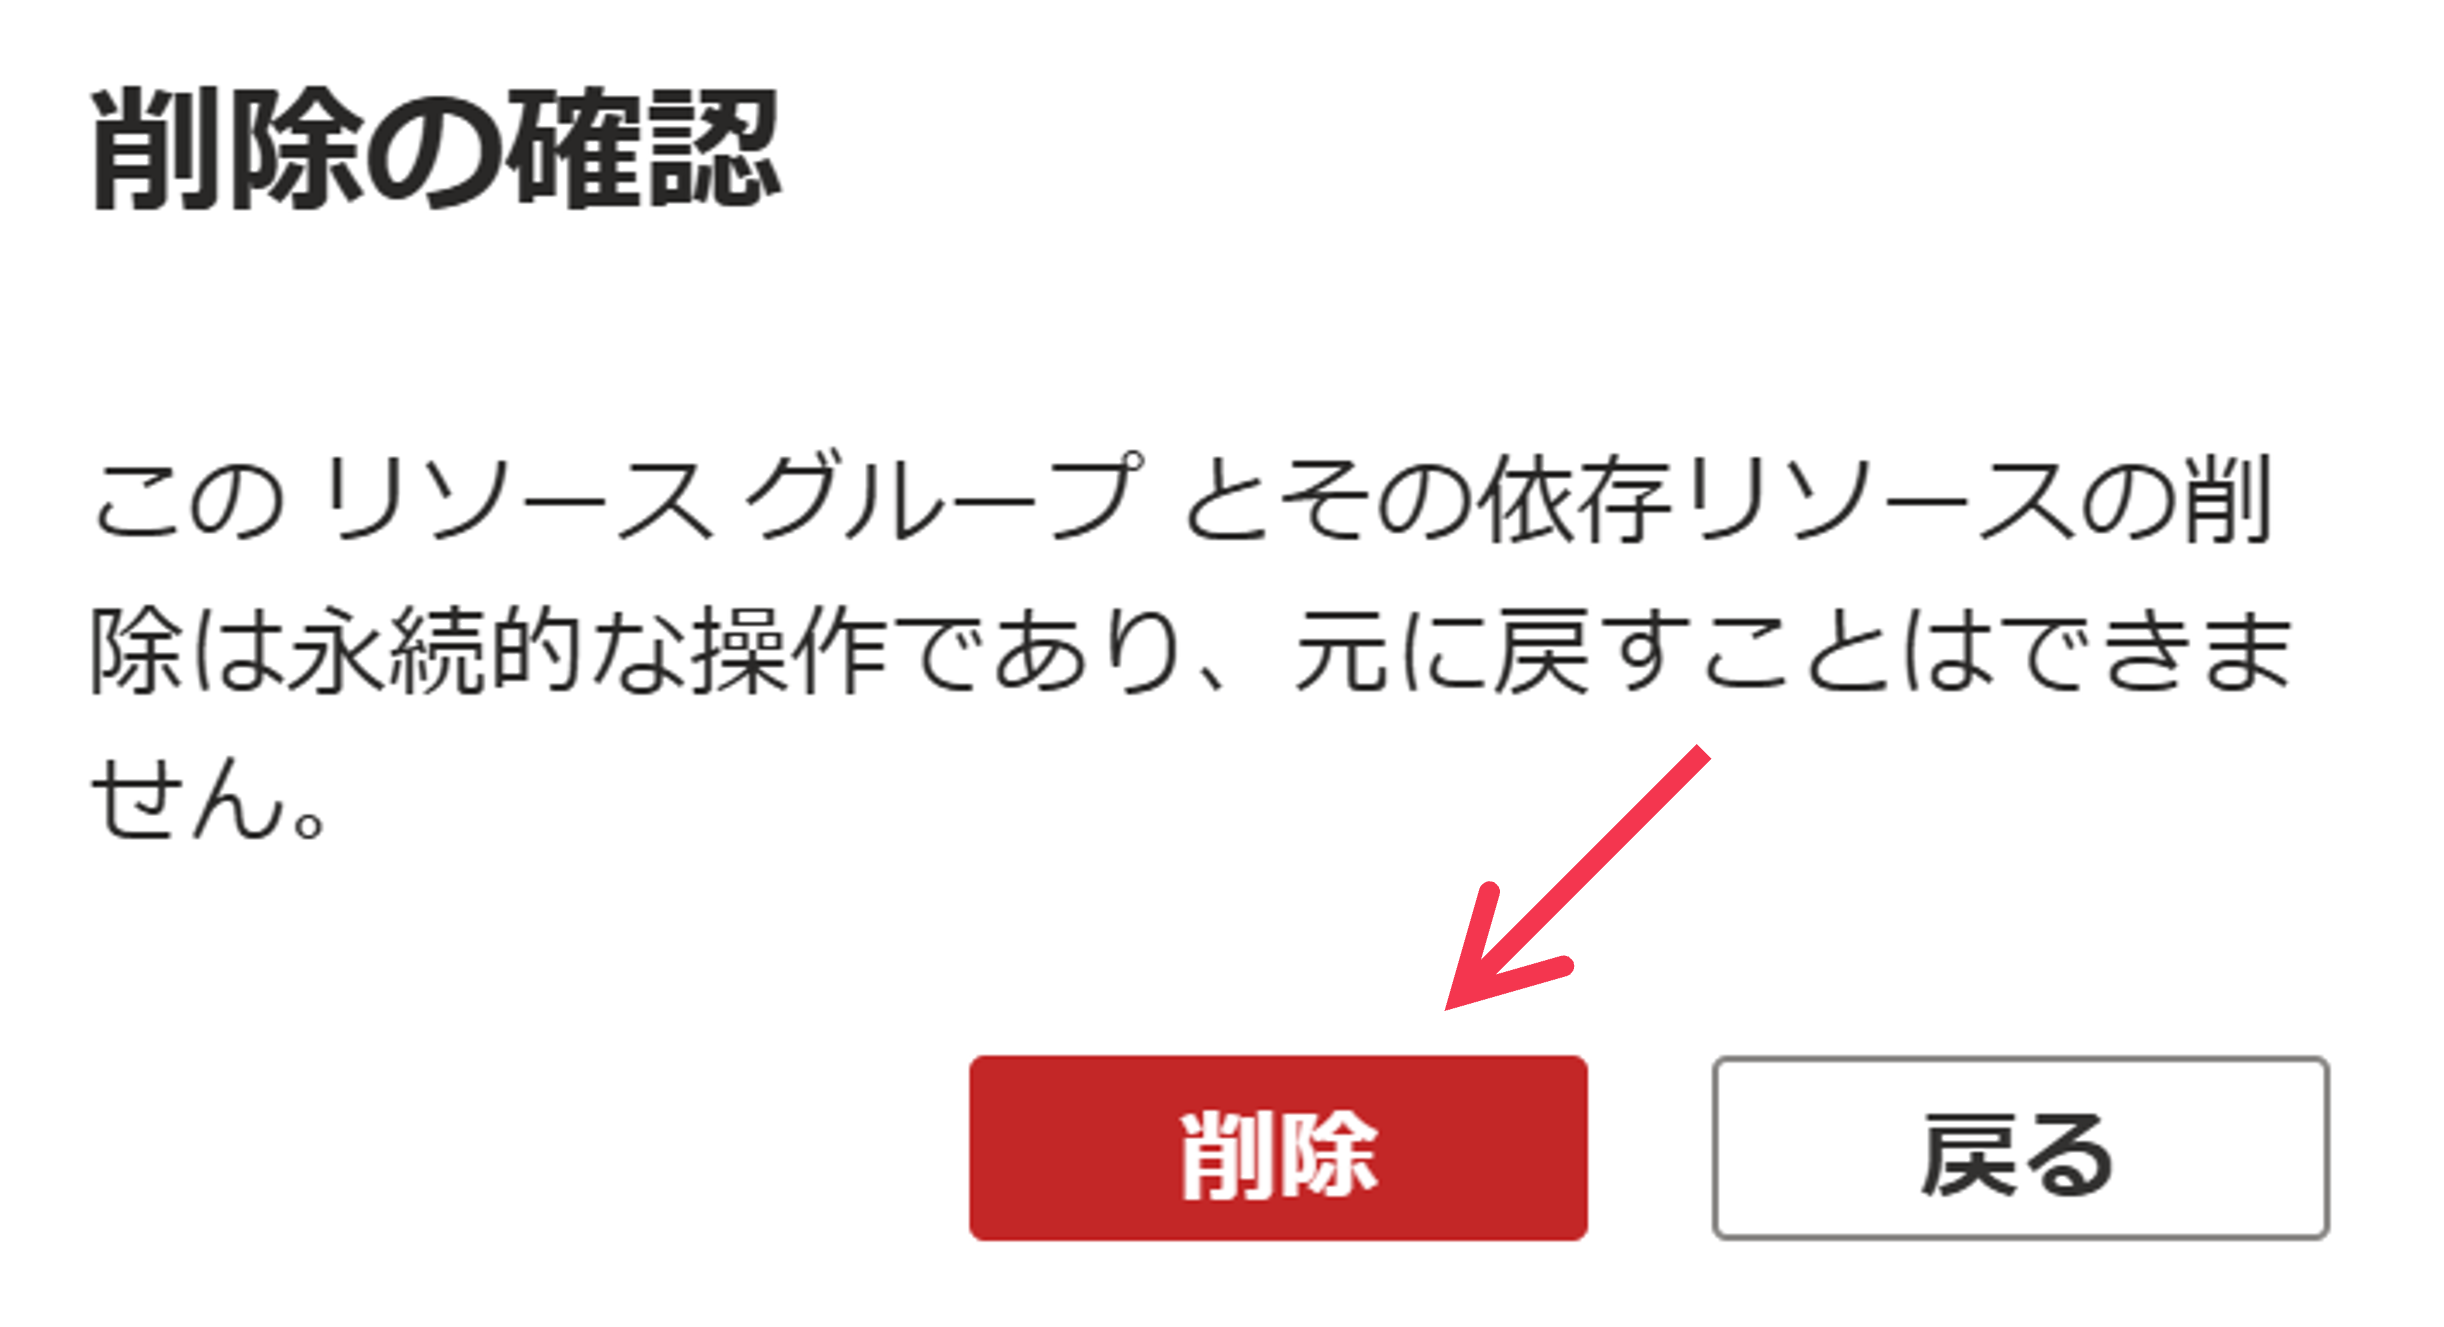 削除の確認
この リソース グループ とその依存リソースの削
除は永続的な操作であり、元に戻すことはできま
せん。
削除
戻る